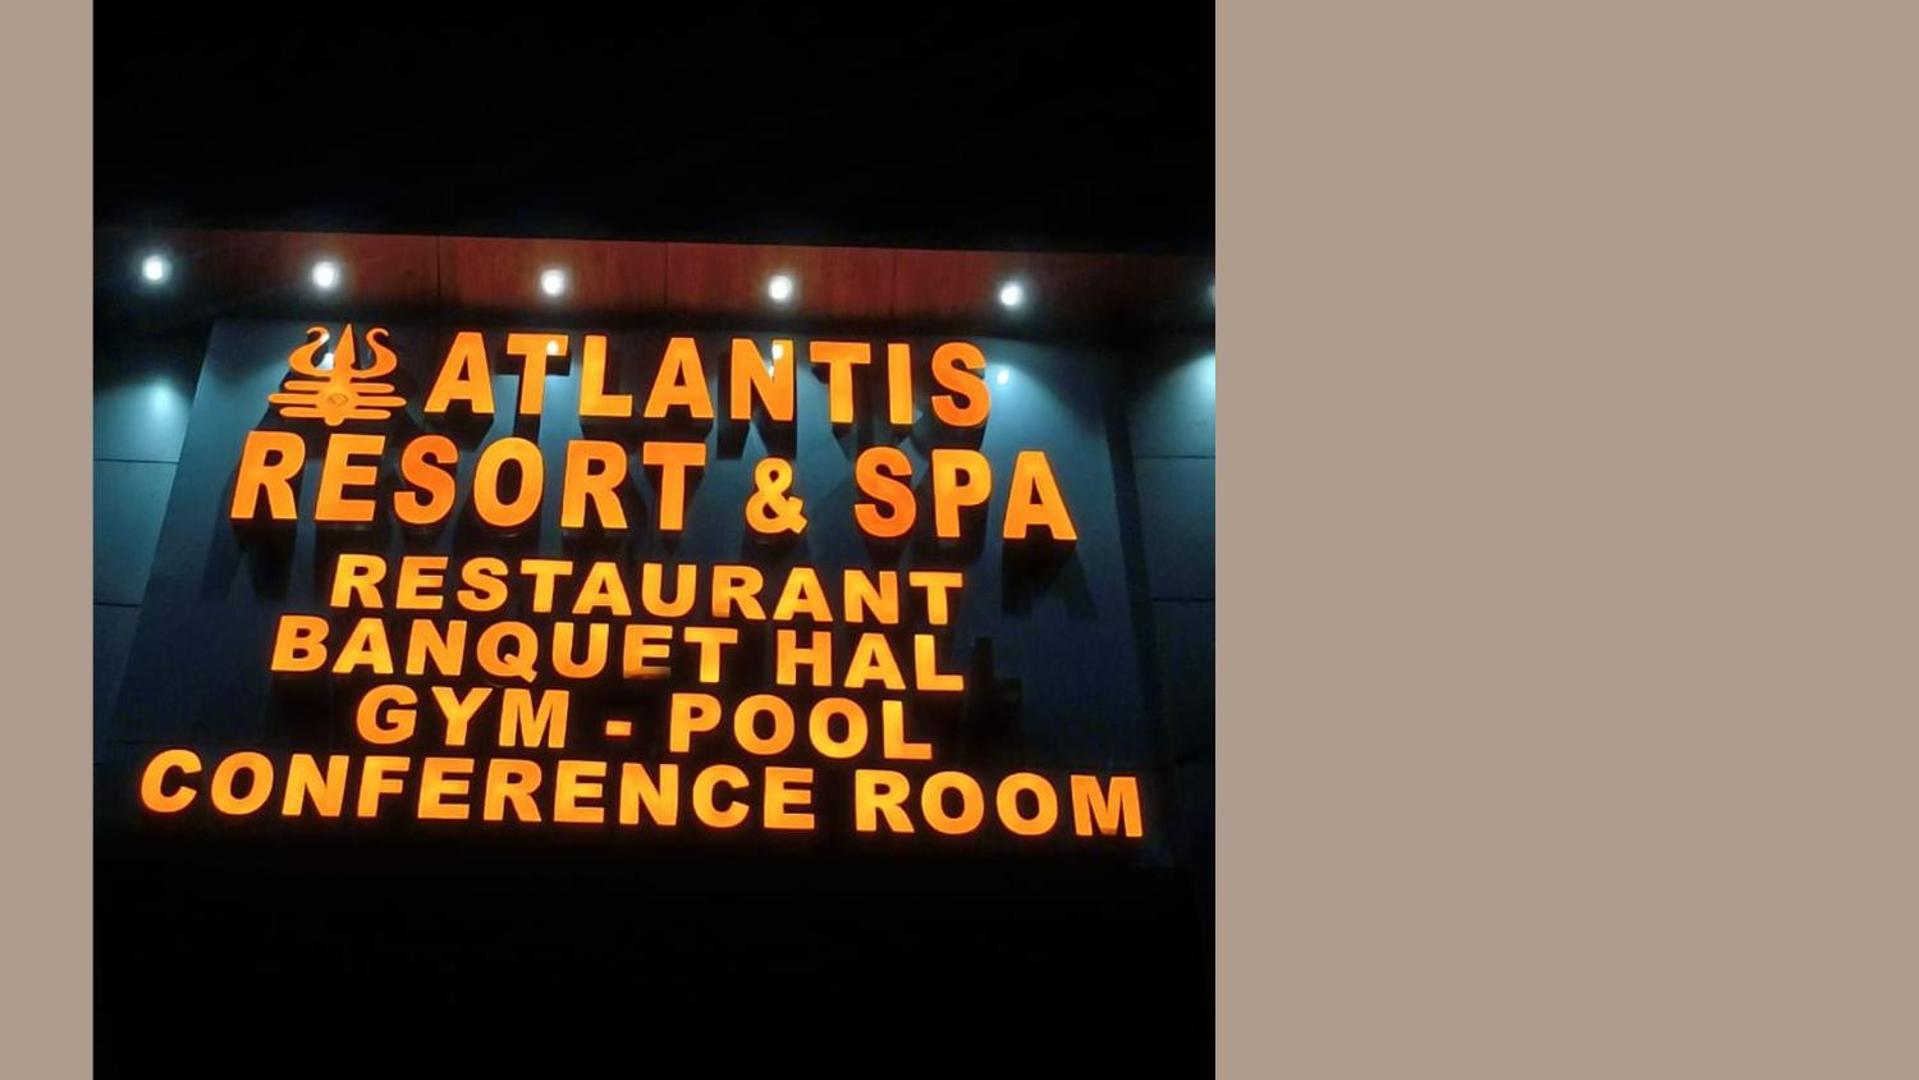 ATLANTIS
RESORT & SPA
RESTAURANT
BANQUET HAL
GYM - POOL
CONFERENCE ROOM